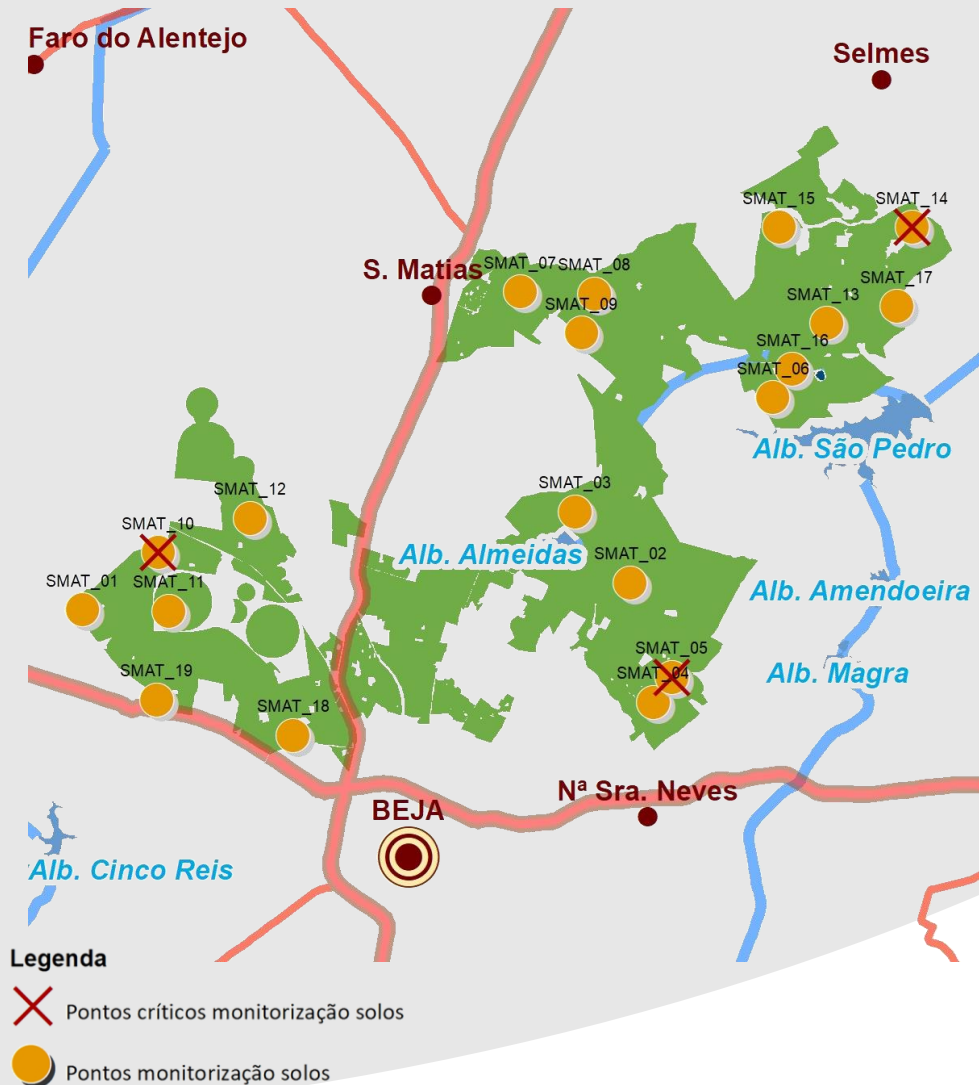 Faro do Alentejo
Selmes
SMAT_15
SMAT_14
S. Matias
SMAT_07
SMAT_08
SMAT_17
SMAT_09
SMAT_13
SMAT_16
SMAT_06
Alb. São Pedro
SMAT_03
SMAT_12
SMAT_10
Alb. Almeidas
SMAT_02
SMAT_01
SMAT_11
Alb. Amendoeira
SMAT_05
SMAT_04
Alb. Magra
SMAT_19
SMAT_18
Nª Sra. Neves
BEJA
Alb. Cinco Reis
Legenda
Pontos críticos monitorização solos
Pontos monitorização solos